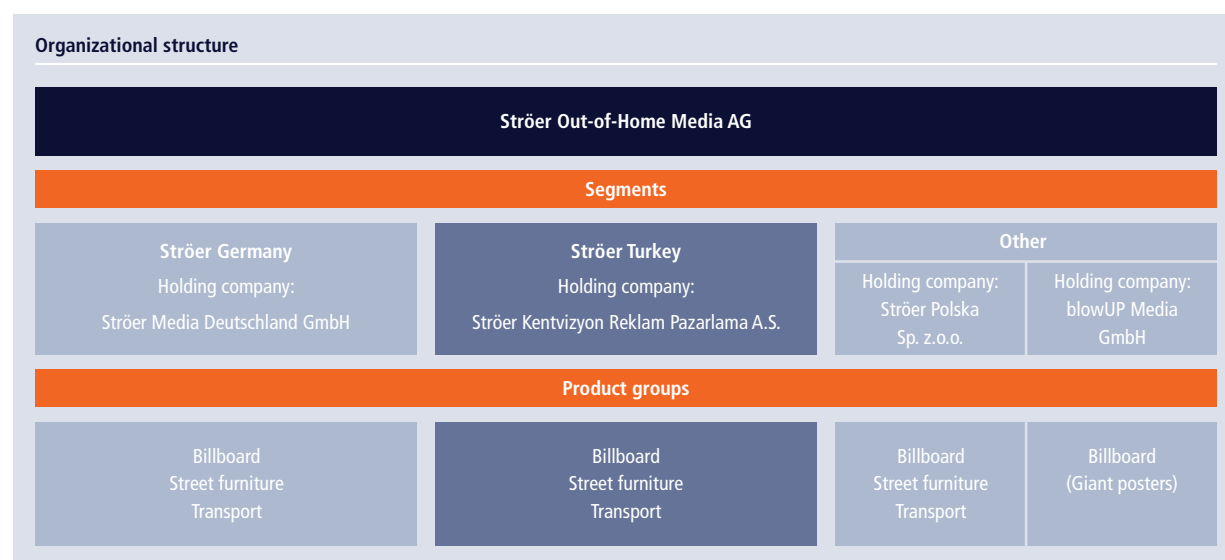 Organizational structure
Ströer Out-of-Home Media AG
Segments
Ströer Germany
Holding company:
Ströer Media Deutschland GmbH
Ströer Turkey
Holding company:
Ströer Kentvizyon Reklam Pazarlama A.S.
Other
Holding company:
Ströer Polska
Sp. z.o.o.
Holding company:
blowUP Media
GmbH
Product groups
Billboard
Street furniture
Transport
Billboard
Street furniture
Transport
Billboard
Street furniture
Transport
Billboard
(Giant posters)